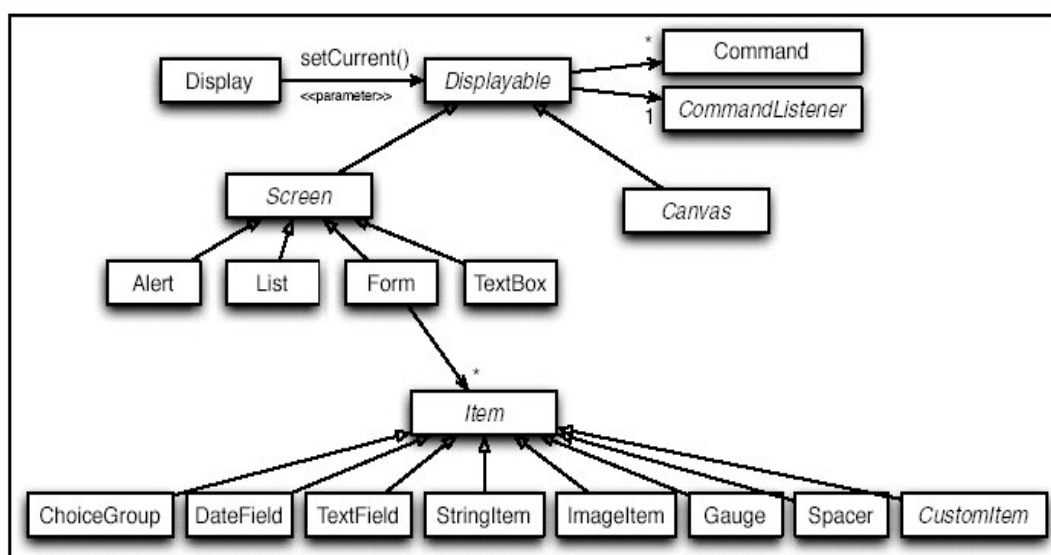 *
Command
setCurrent()
Display
Displayable
<<parameter>>
CommandListener
1
Screen
Canvas
Alert
List
Form
TextBox
*
Item
ChoiceGroup
DateField
TextField
StringItem
ImageItem
Gauge
Spacer
CustomItem